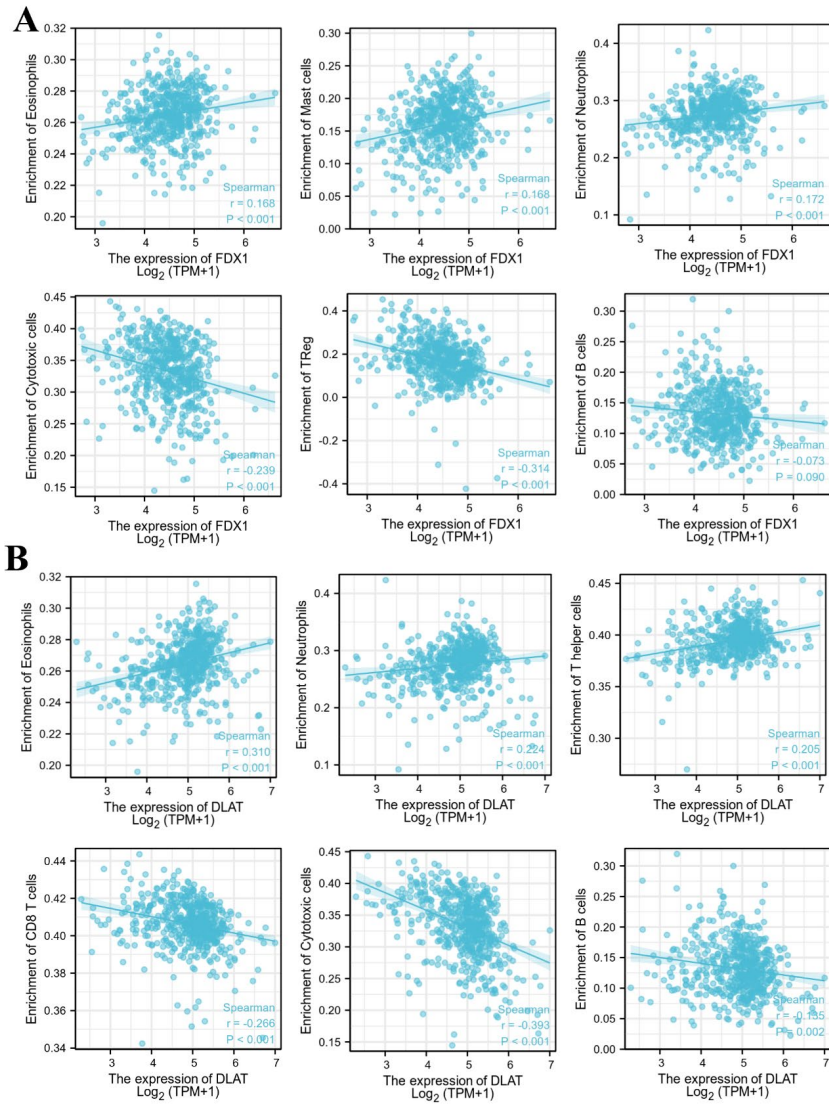 A
Enrichment of Eosinophils
0.32
0.30
0.28
0.26
0.24
0.22
0.20
Spearman
r = 0.168
P < 0.001
3 4 5 6
The expression of FDX1
Log2 (TPM+1)
Enrichment of Mast cells
0.30
0.25
0.20
0.15
0.10
0.05
0.00
Spearman
r = 0.168
P < 0.001
3 4 5 6
The expression of FDX1
Log2 (TPM+1)
Enrichment of Neutrophils
0.4
0.3
0.2
0.1
Spearman
r = 0.172
P < 0.001
3 4 5 6
The expression of FDX1
Log2 (TPM+1)
Enrichment of Cytotoxic cells
0.45
0.40
0.35
0.30
0.25
0.20
0.15
Spearman
r = -0.239
P < 0.001
3 4 5 6
The expression of FDX1
Log2 (TPM+1)
Enrichment of TReg
0.4
0.2
0.0
-0.2
-0.4
Spearman
r = -0.314
P < 0.001
3 4 5 6
The expression of FDX1
Log2 (TPM+1)
Enrichment of B cells
0.30
0.25
0.20
0.15
0.10
0.05
0.00
Spearman
r = -0.073
P = 0.090
3 4 5 6
The expression of FDX1
Log2 (TPM+1)
B
Enrichment of Eosinophils
0.32
0.30
0.28
0.26
0.24
0.22
0.20
Spearman
r = 0.310
P < 0.001
3 4 5 6 7
The expression of DLAT
Log2 (TPM+1)
Enrichment of Neutrophils
0.4
0.3
0.2
0.1
Spearman
r = 0.224
P < 0.001
3 4 5 6 7
The expression of DLAT
Log2 (TPM+1)
Enrichment of T helper cells
0.45
0.40
0.35
0.30
Spearman
r = 0.205
P < 0.001
3 4 5 6 7
The expression of DLAT
Log2 (TPM+1)
Enrichment of CD8 T cells
0.44
0.42
0.40
0.38
0.36
0.34
Spearman
r = -0.266
P < 0.001
3 4 5 6 7
The expression of DLAT
Log2 (TPM+1)
Enrichment of Cytotoxic cells
0.45
0.40
0.35
0.30
0.25
0.20
0.15
Spearman
r = -0.393
P < 0.001
3 4 5 6 7
The expression of DLAT
Log2 (TPM+1)
Enrichment of B cells
0.30
0.25
0.20
0.15
0.10
0.05
0.00
Spearman
r = -0.135
P = 0.002
3 4 5 6 7
The expression of DLAT
Log2 (TPM+1)